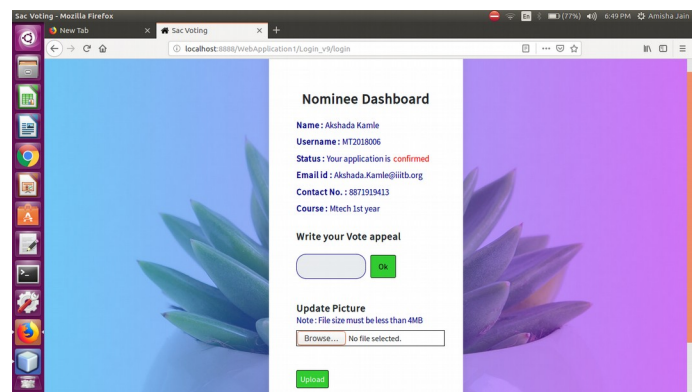 Sac Voting - Mozilla Firefox
En (77%) 6:49 PM Amisha Jain
New Tab Sac Voting
localhost:8888/WebApplication1/Login_v9/login
Nominee Dashboard
Name : Akshada Kamle
Username : MT2018006
Status : Your application is confirmed
Email id : Akshada.Kamle@iiitb.org
Contact No. : 8871919413
Course : Mtech 1st year
Write your Vote appeal
Ok
Update Picture
Note : File size must be less than 4MB
Browse... No file selected.
Upload